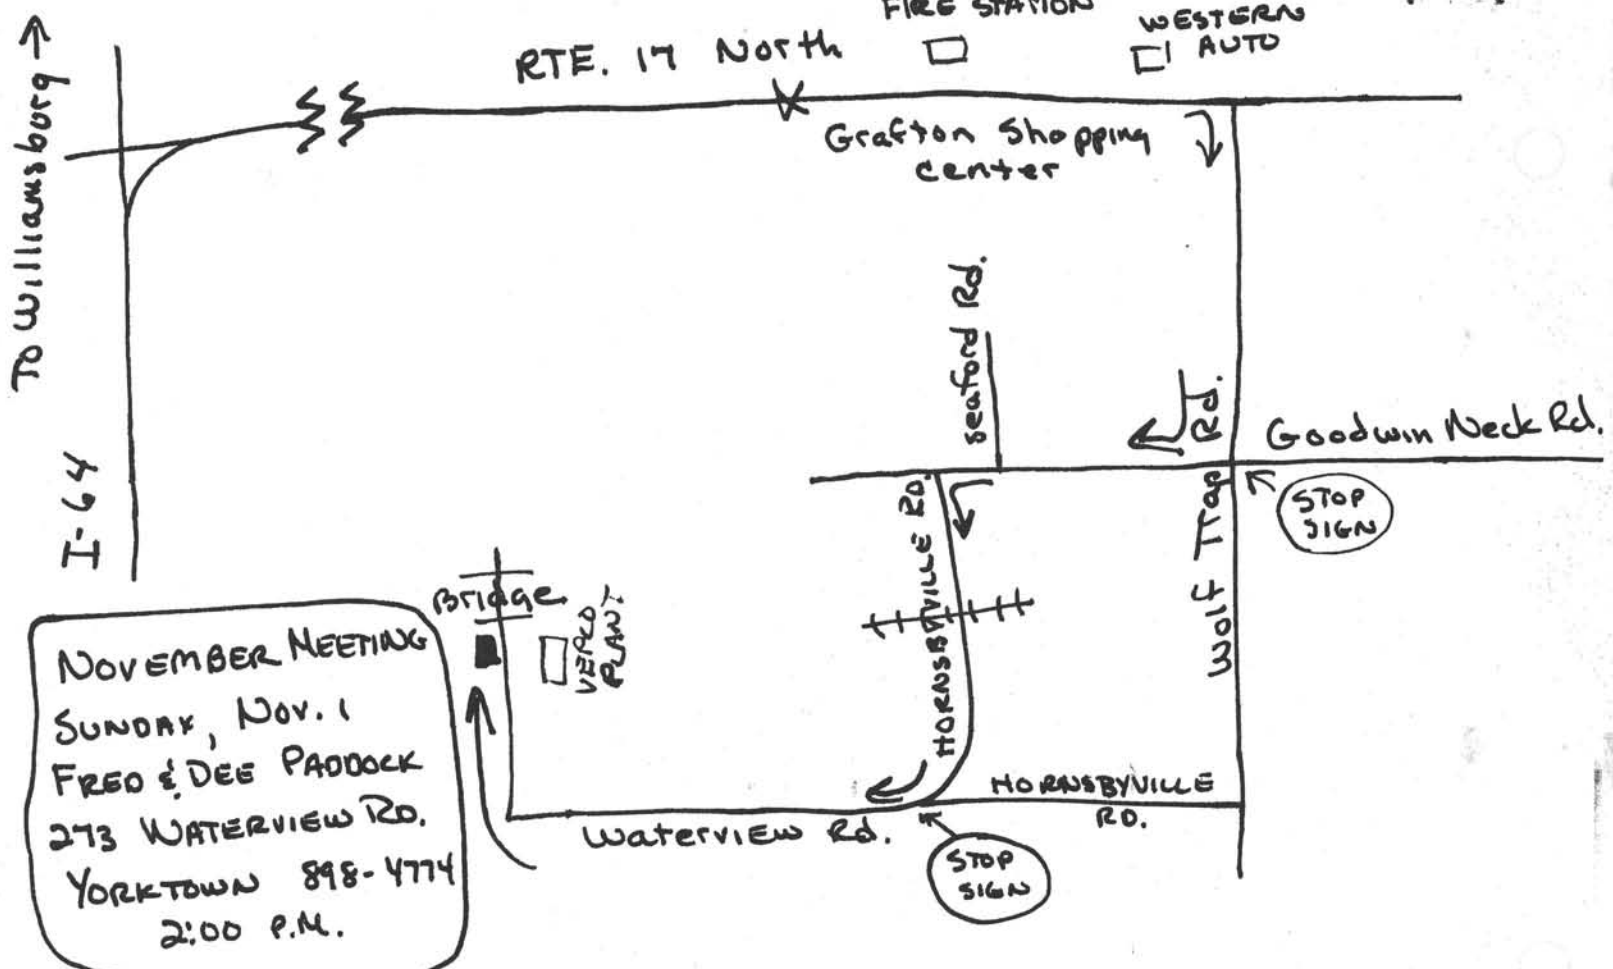 FIRE STATION
WESTERN
AUTO
RTE. 17 North
Grafton Shopping
center
To Williamsburg
I-64
Seaford Rd.
Wolf Trap Rd.
Goodwin Neck Rd.
STOP
SIGN
HORNSBYVILLE RD.
Bridge
VEPCO
PLANT
HORNSBYVILLE
RD.
Waterview Rd.
STOP
SIGN
NOVEMBER MEETING
SUNDAY, NOV. 1
FRED & DEE PADDOCK
273 WATERVIEW RD.
YORKTOWN 898-4774
2:00 P.M.